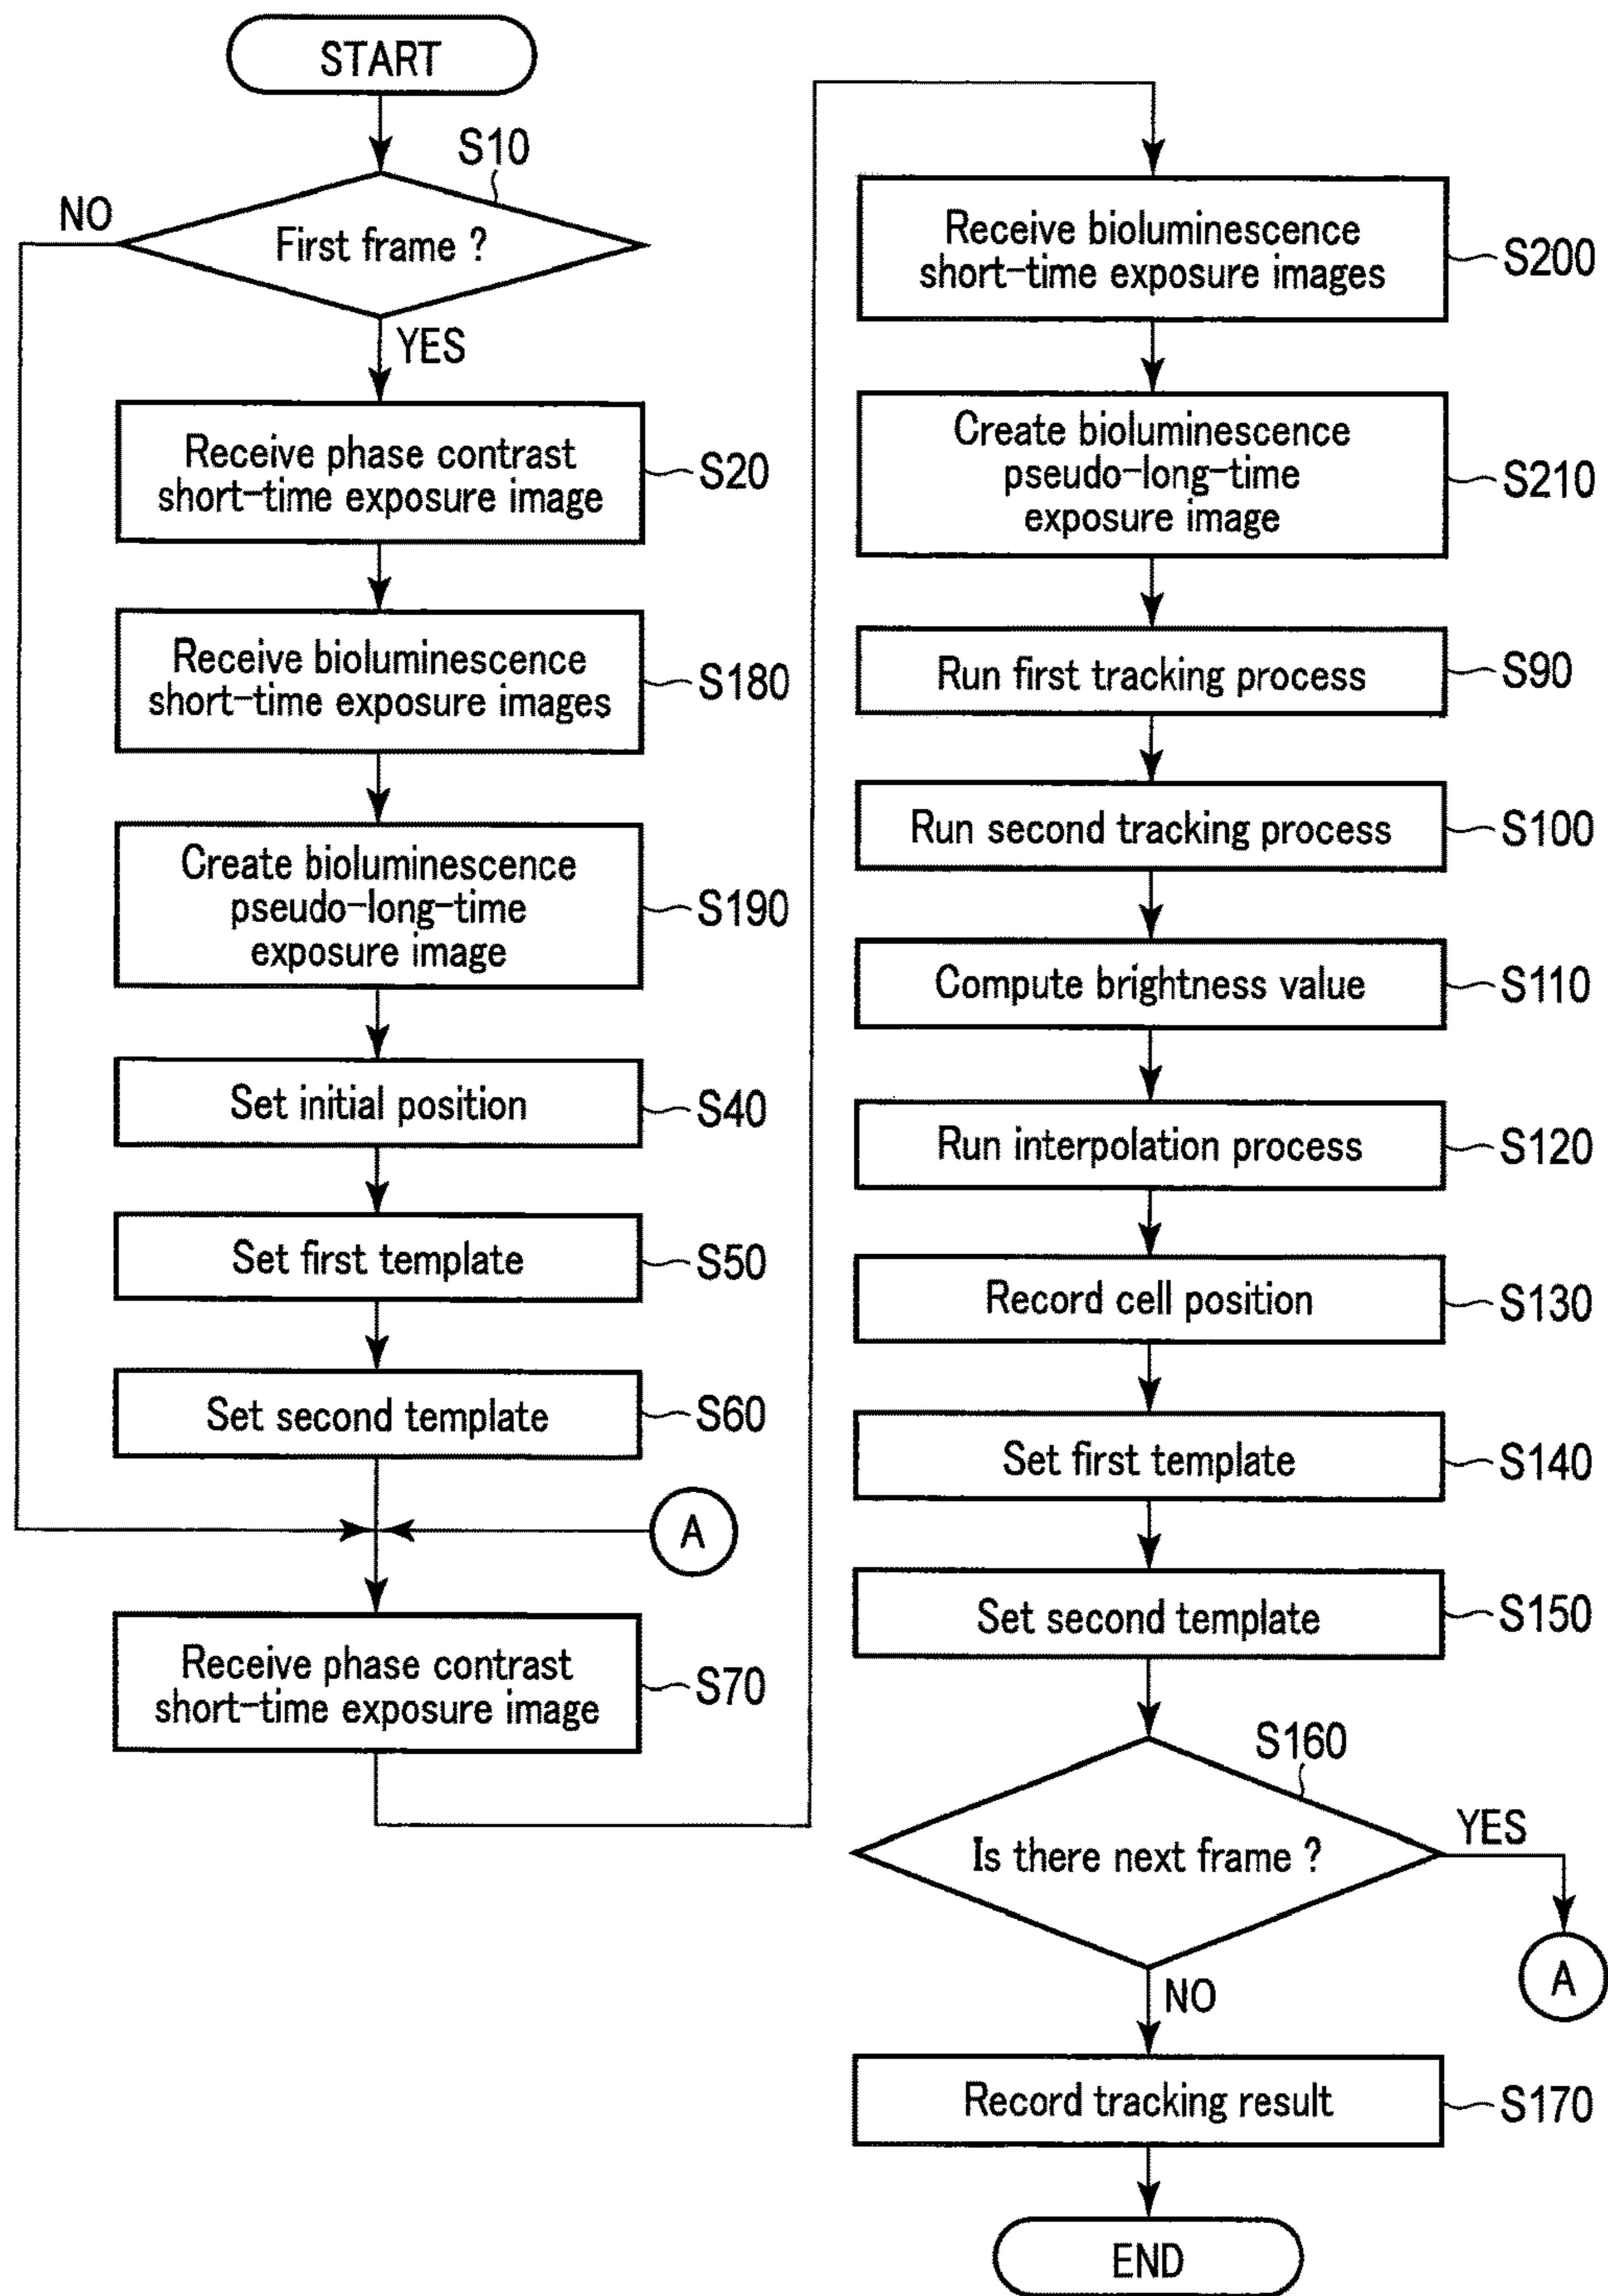 START
S10
NO
First frame ?
YES
Receive phase contrast
short-time exposure image
S20
Receive bioluminescence
short-time exposure images
S180
Create bioluminescence
pseudo-long-time
exposure image
S190
Set initial position
S40
Set first template
S50
Set second template
S60
A
Receive phase contrast
short-time exposure image
S70
Receive bioluminescence
short-time exposure images
S200
Create bioluminescence
pseudo-long-time
exposure image
S210
Run first tracking process
S90
Run second tracking process
S100
Compute brightness value
S110
Run interpolation process
S120
Record cell position
S130
Set first template
S140
Set second template
S150
S160
Is there next frame ?
YES
A
NO
Record tracking result
S170
END